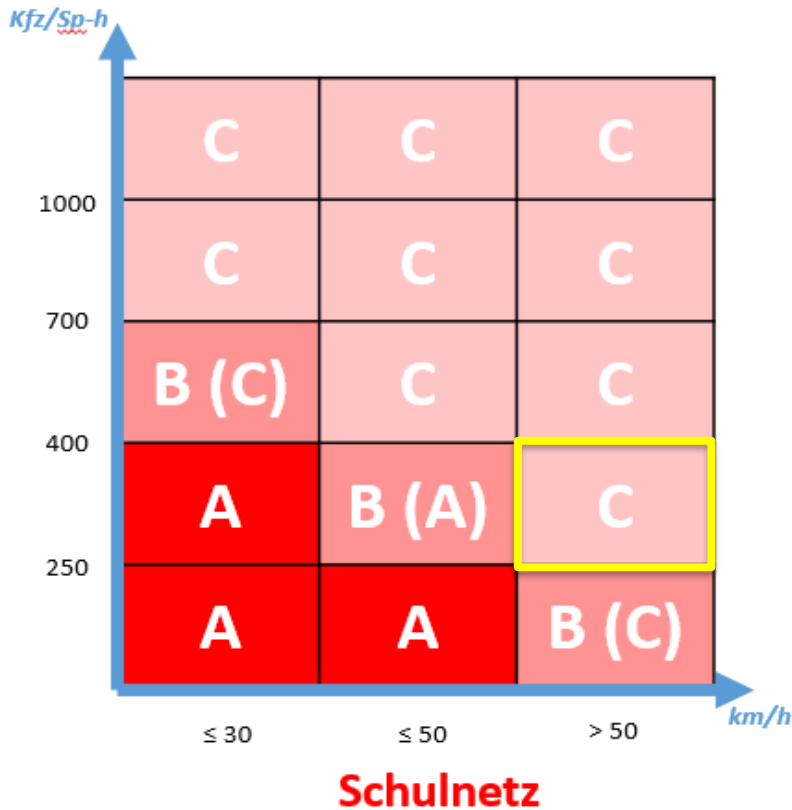 Kfz/Sp-h
C C C
1000
C C C
700
B (C) C C
400
A B (A) C
250
A A B (C)
km/h
≤ 30 ≤ 50 > 50
Schulnetz